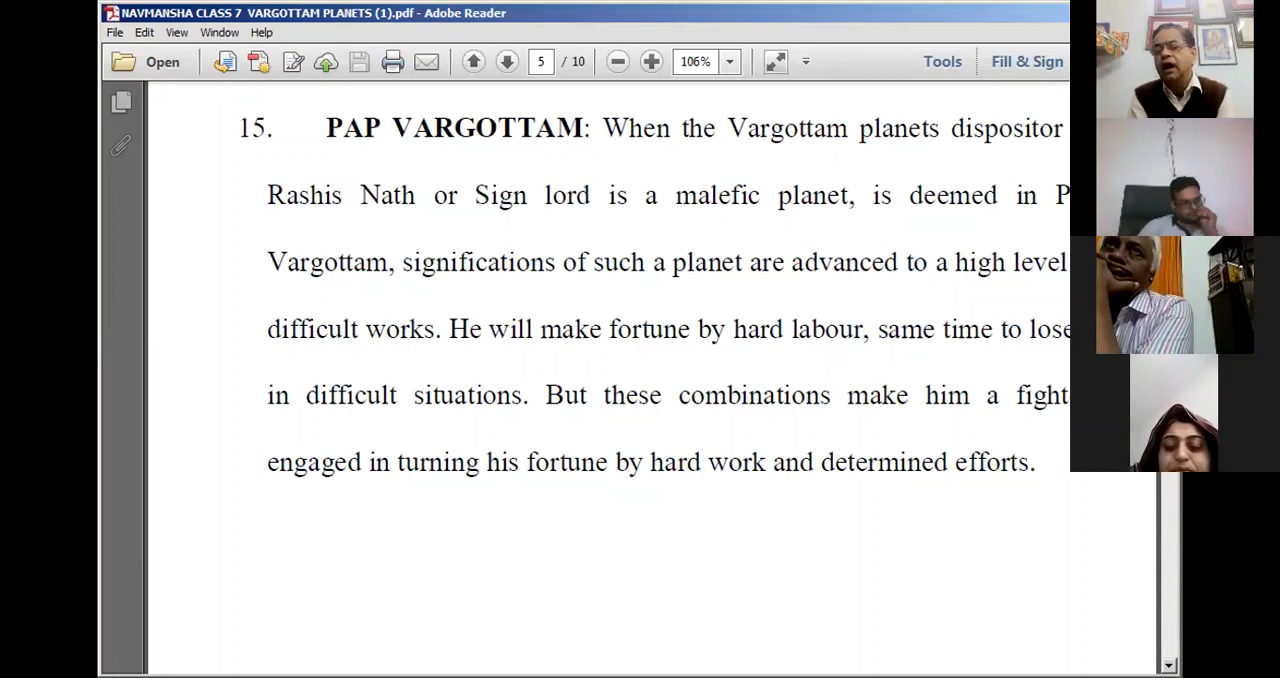 NAVMANSHA CLASS 7 VARGOTTAM PLANETS (1).pdf - Adobe Reader
File Edit View Window Help
Open 5 / 10 106% Tools Fill & Sign
15. PAP VARGOTTAM: When the Vargottam planets dispositor
Rashis Nath or Sign lord is a malefic planet, is deemed in P
Vargottam, significations of such a planet are advanced to a high level
difficult works. He will make fortune by hard labour, same time to lose
in difficult situations. But these combinations make him a fight
engaged in turning his fortune by hard work and determined efforts.